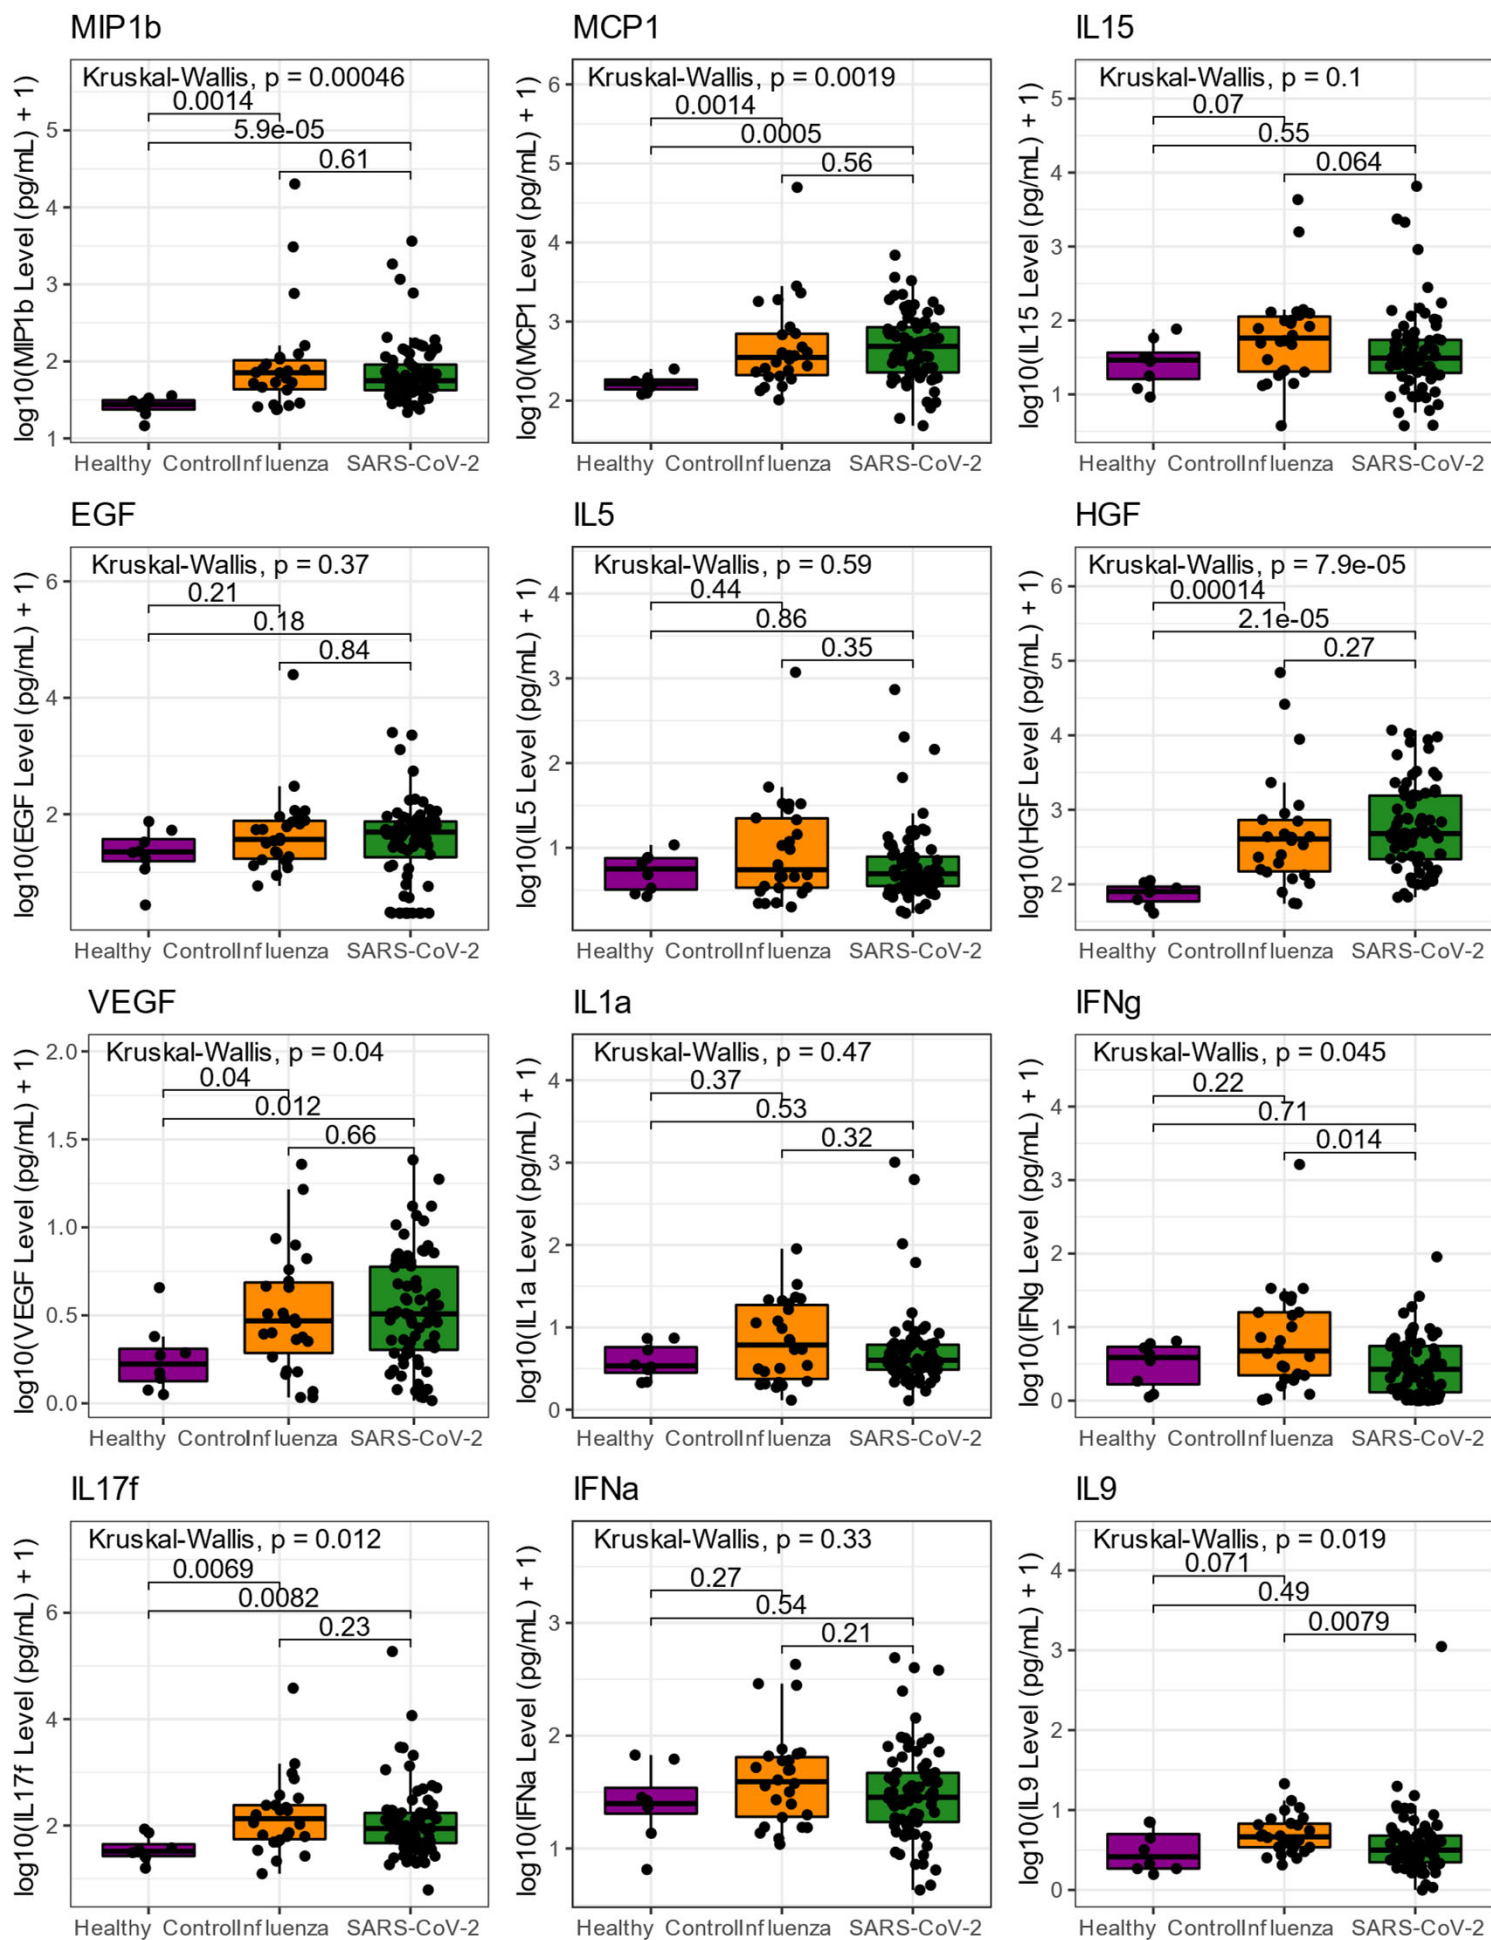 MIP1b
MCP1
IL15
Kruskal-Wallis, p = 0.00046
0.0014
5.9e-05
0.61
log10(MIP1b Level (pg/mL) + 1)
5
4
3
2
1
Healthy Control
Influenza
SARS-CoV-2
Kruskal-Wallis, p = 0.0019
0.0014
0.0005
0.56
log10(MCP1 Level (pg/mL) + 1)
6
5
4
3
2
Healthy Control
Influenza
SARS-CoV-2
Kruskal-Wallis, p = 0.1
0.07
0.55
0.064
log10(IL15 Level (pg/mL) + 1)
5
4
3
2
1
Healthy Control
Influenza
SARS-CoV-2
EGF
IL5
HGF
Kruskal-Wallis, p = 0.37
0.21
0.18
0.84
log10(EGF Level (pg/mL) + 1)
6
4
2
Healthy Control
Influenza
SARS-CoV-2
Kruskal-Wallis, p = 0.59
0.44
0.86
0.35
log10(IL5 Level (pg/mL) + 1)
4
3
2
1
Healthy Control
Influenza
SARS-CoV-2
Kruskal-Wallis, p = 7.9e-05
0.00014
2.1e-05
0.27
log10(HGF Level (pg/mL) + 1)
6
5
4
3
2
Healthy Control
Influenza
SARS-CoV-2
VEGF
IL1a
IFNg
Kruskal-Wallis, p = 0.04
0.04
0.012
0.66
log10(VEGF Level (pg/mL) + 1)
2.0
1.5
1.0
0.5
0.0
Healthy Control
Influenza
SARS-CoV-2
Kruskal-Wallis, p = 0.47
0.37
0.53
0.32
log10(IL1a Level (pg/mL) + 1)
4
3
2
1
0
Healthy Control
Influenza
SARS-CoV-2
Kruskal-Wallis, p = 0.045
0.22
0.71
0.014
log10(IFNg Level (pg/mL) + 1)
4
3
2
1
0
Healthy Control
Influenza
SARS-CoV-2
IL17f
IFNa
IL9
Kruskal-Wallis, p = 0.012
0.0069
0.0082
0.23
log10(IL17f Level (pg/mL) + 1)
6
4
2
Healthy Control
Influenza
SARS-CoV-2
Kruskal-Wallis, p = 0.33
0.27
0.54
0.21
log10(IFNa Level (pg/mL) + 1)
3
2
1
Healthy Control
Influenza
SARS-CoV-2
Kruskal-Wallis, p = 0.019
0.071
0.49
0.0079
log10(IL9 Level (pg/mL) + 1)
4
3
2
1
0
Healthy Control
Influenza
SARS-CoV-2